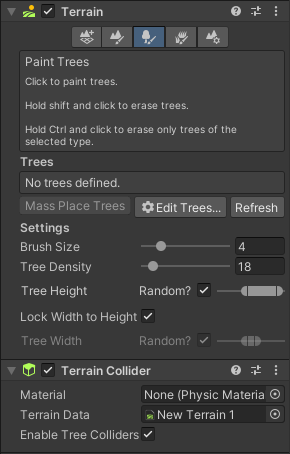 Terrain
Paint Trees
Click to paint trees.
Hold shift and click to erase trees.
Hold Ctrl and click to erase only trees of the
selected type.
Trees
No trees defined.
Mass Place Trees Edit Trees... Refresh
Settings
Brush Size 4
Tree Density 18
Tree Height Random?
Lock Width to Height
Tree Width Random?
Terrain Collider
Material None (Physic Materia
Terrain Data New Terrain 1
Enable Tree Colliders